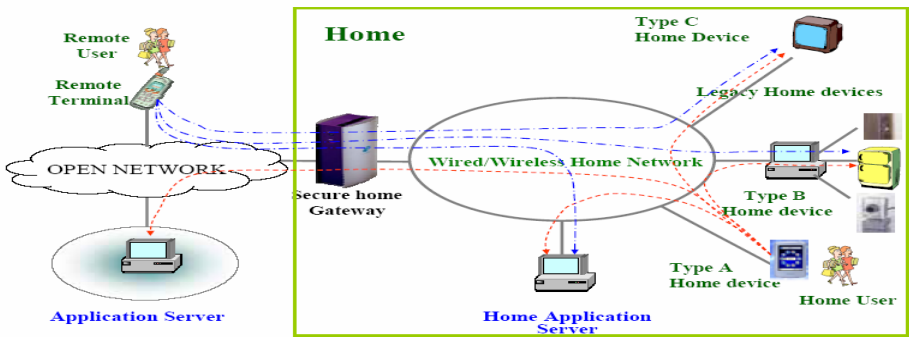 Remote
User
Remote
Terminal
OPEN NETWORK
Application Server
Home
Secure home
Gateway
Wired/Wireless Home Network
Home Application
Server
Type C
Home Device
Legacy Home devices
Type B
Home device
Type A
Home device
Home User